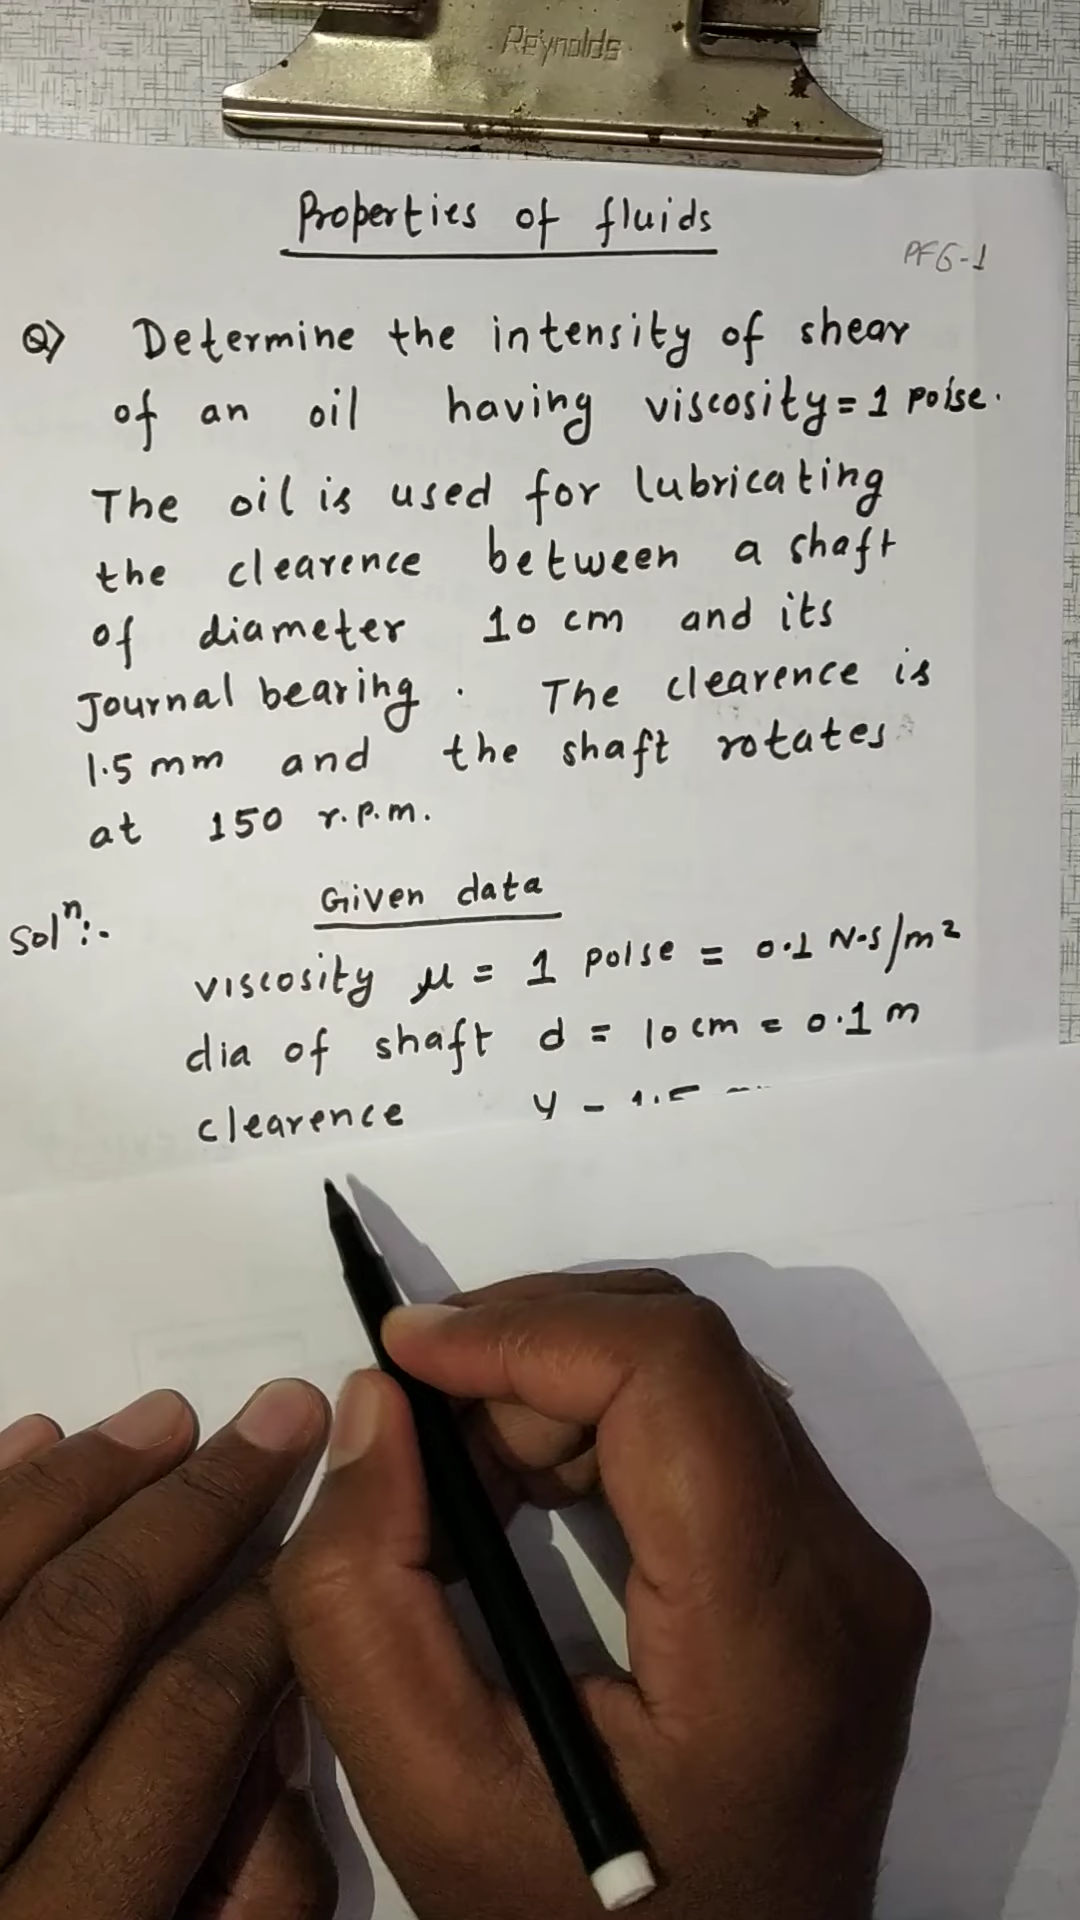 Reynolds
Properties of fluids
PFG-1
Q) Determine the intensity of shear
of an oil having viscosity = 1 poise.
The oil is used for lubricating
the clearence between a shaft
of diameter 10 cm and its
Journal bearing. The clearence is
1.5 mm and the shaft rotates
at 150 r.p.m.
Solⁿ:- Given data
viscosity μ = 1 poise = 0.1 N-s/m²
dia of shaft d = 10 cm = 0.1 m
clearence